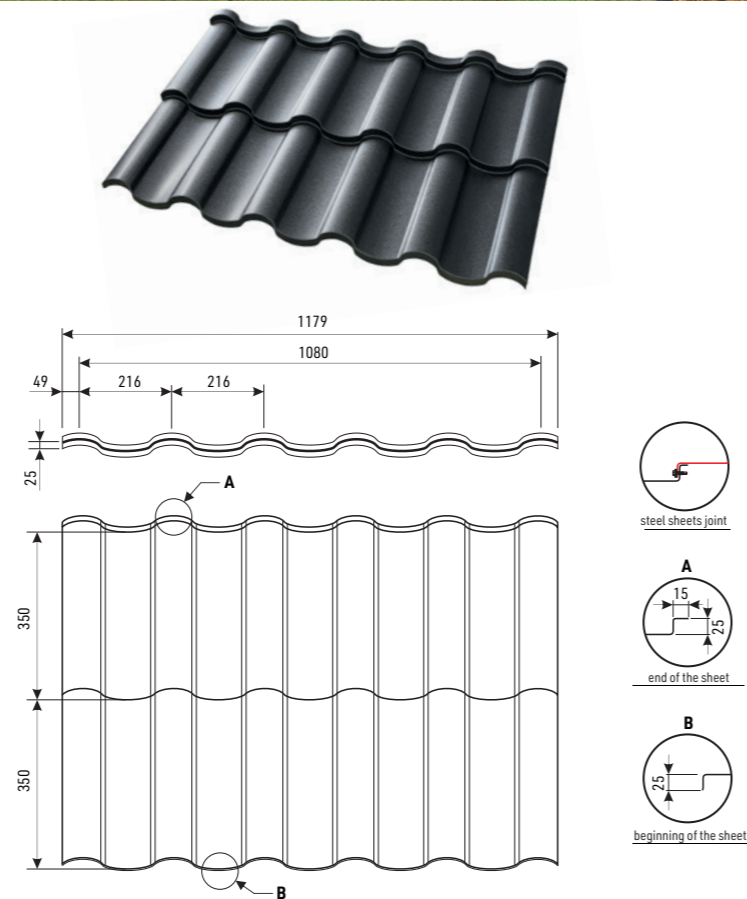 1179
1080
49
216
216
25
A
steel sheets joint
350
A
15
25
end of the sheet
350
B
25
beginning of the sheet
B